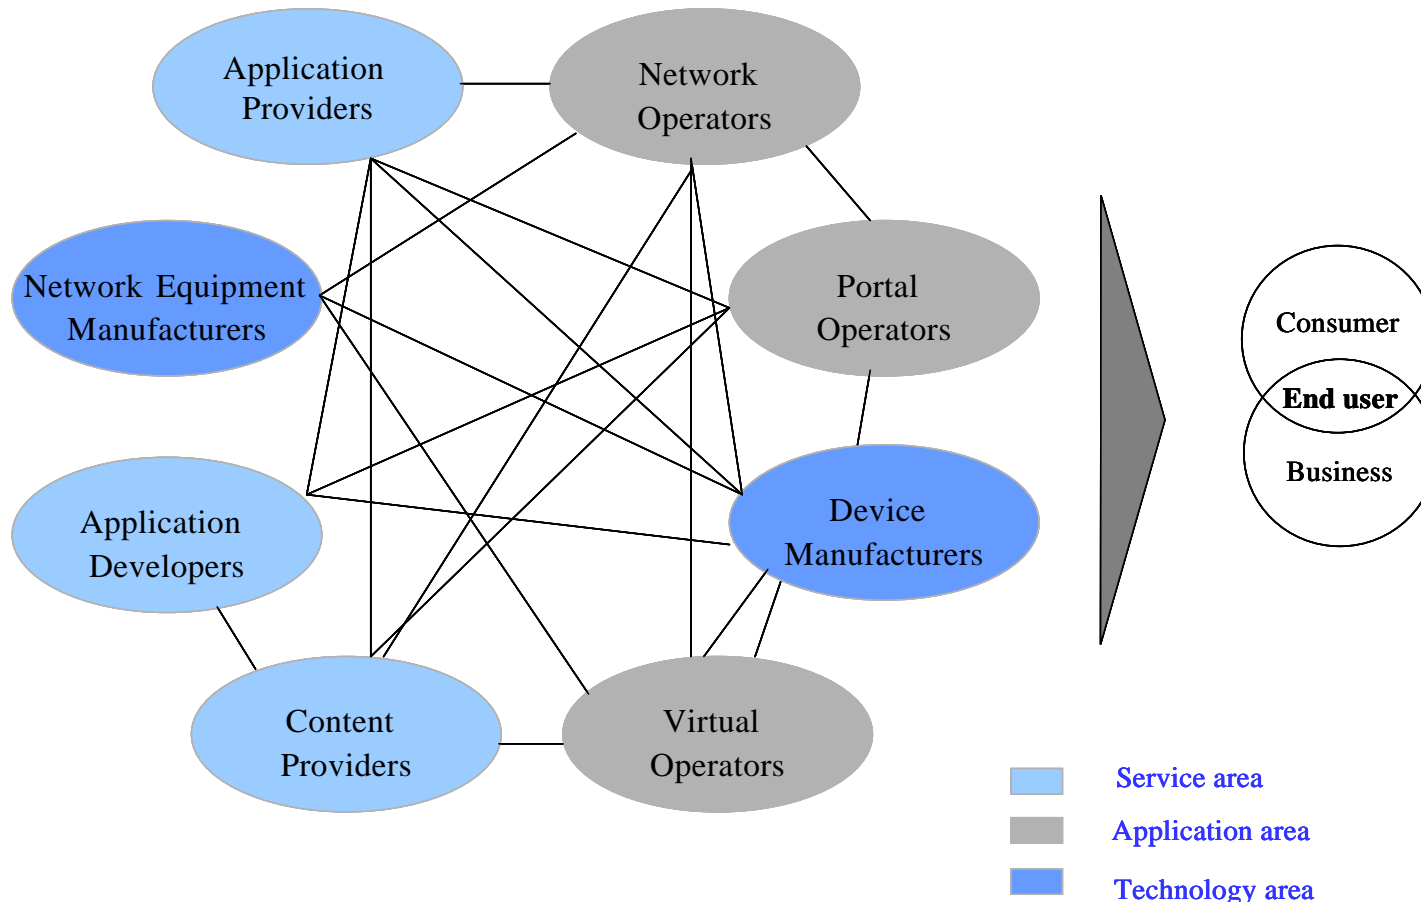 Application
Providers
Network
Operators
Network Equipment
Manufacturers
Portal
Operators
Consumer
End user
Business
Application
Developers
Device
Manufacturers
Content
Providers
Virtual
Operators
Service area
Application area
Technology area